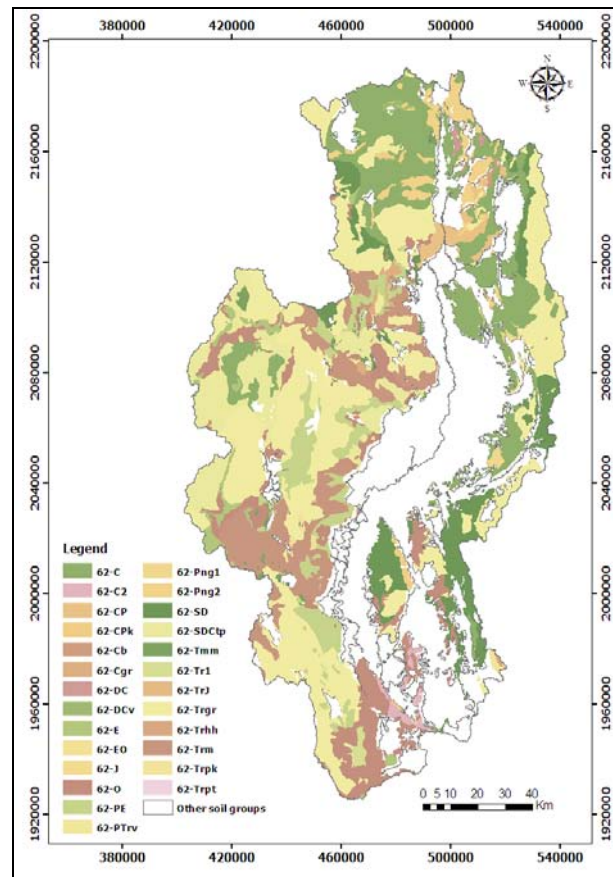 380000 420000 460000 500000 540000
2200000 2200000
N
W E
S
2160000 2160000
2120000 2120000
2080000 2080000
2040000 2040000
2000000 2000000
1960000 1960000
1920000 1920000
Legend
62-C
62-C2
62-CP
62-CPk
62-Cb
62-Cgr
62-DC
62-DCv
62-E
62-EO
62-J
62-O
62-PE
62-PTrv
62-Png1
62-Png2
62-SD
62-SDCtp
62-Tmm
62-Tr1
62-TrJ
62-Trgr
62-Trhh
62-Trm
62-Trpk
62-Trpt
Other soil groups
0 5 10 20 30 40
Km
380000 420000 460000 500000 540000